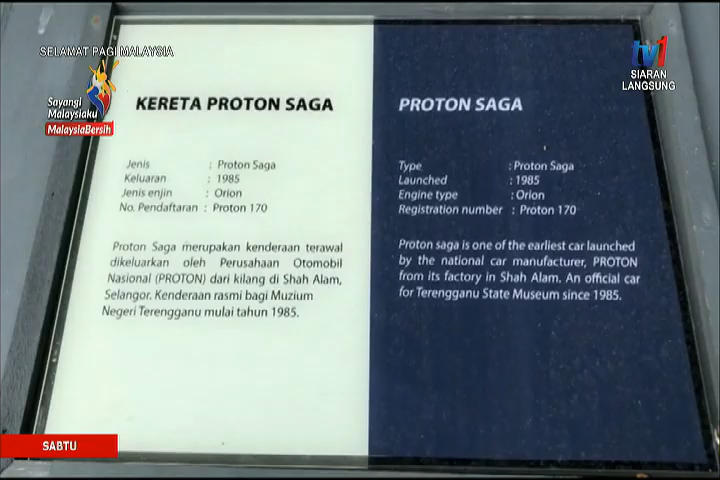 SELAMAT PAGI MALAYSIA
tv1
SIARAN
LANGSUNG
Sayangi
Malaysiaku
MalaysiaBersih
KERETA PROTON SAGA
Jenis : Proton Saga
Keluaran : 1985
Jenis enjin : Orion
No. Pendaftaran : Proton 170
Proton Saga merupakan kenderaan terawal
dikeluarkan oleh Perusahaan Otomobil
Nasional (PROTON) dari kilang di Shah Alam,
Selangor. Kenderaan rasmi bagi Muzium
Negeri Terengganu mulai tahun 1985.
PROTON SAGA
Type : Proton Saga
Launched : 1985
Engine type : Orion
Registration number : Proton 170
Proton saga is one of the earliest car launched
by the national car manufacturer, PROTON
from its factory in Shah Alam. An official car
for Terengganu State Museum since 1985.
SABTU